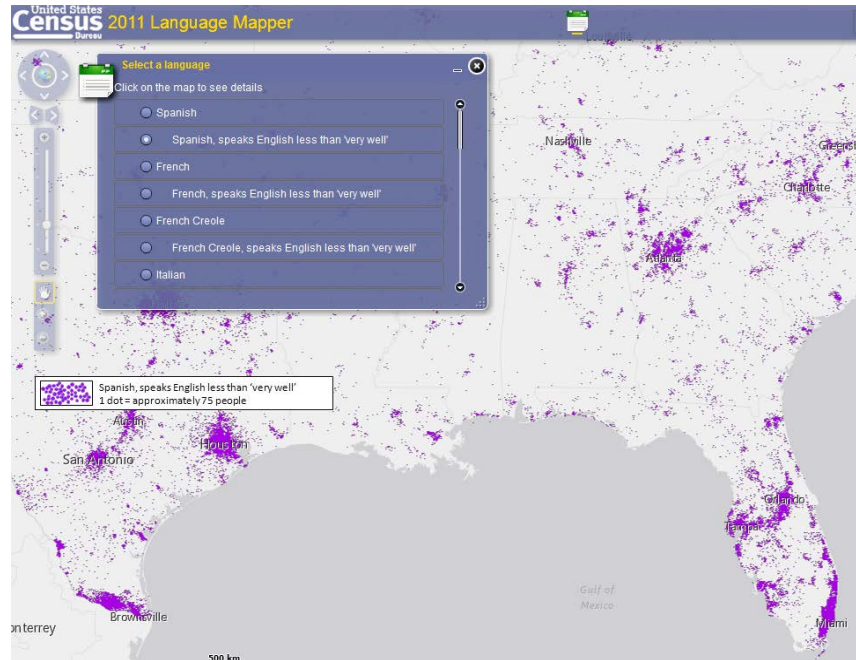 United States
Census
Bureau
2011 Language Mapper
Louisville
Select a language
Click on the map to see details
Spanish
Spanish, speaks English less than 'very well'
French
French, speaks English less than 'very well'
French Creole
French Creole, speaks English less than 'very well'
Italian
Nashville
Greensb
Charlotte
Atlanta
Spanish, speaks English less than 'very well'
1 dot = approximately 75 people
Austin
Houston
San Antonio
Orlando
Tampa
Gulf of
Mexico
Brownsville
Miami
onterrey
500 km